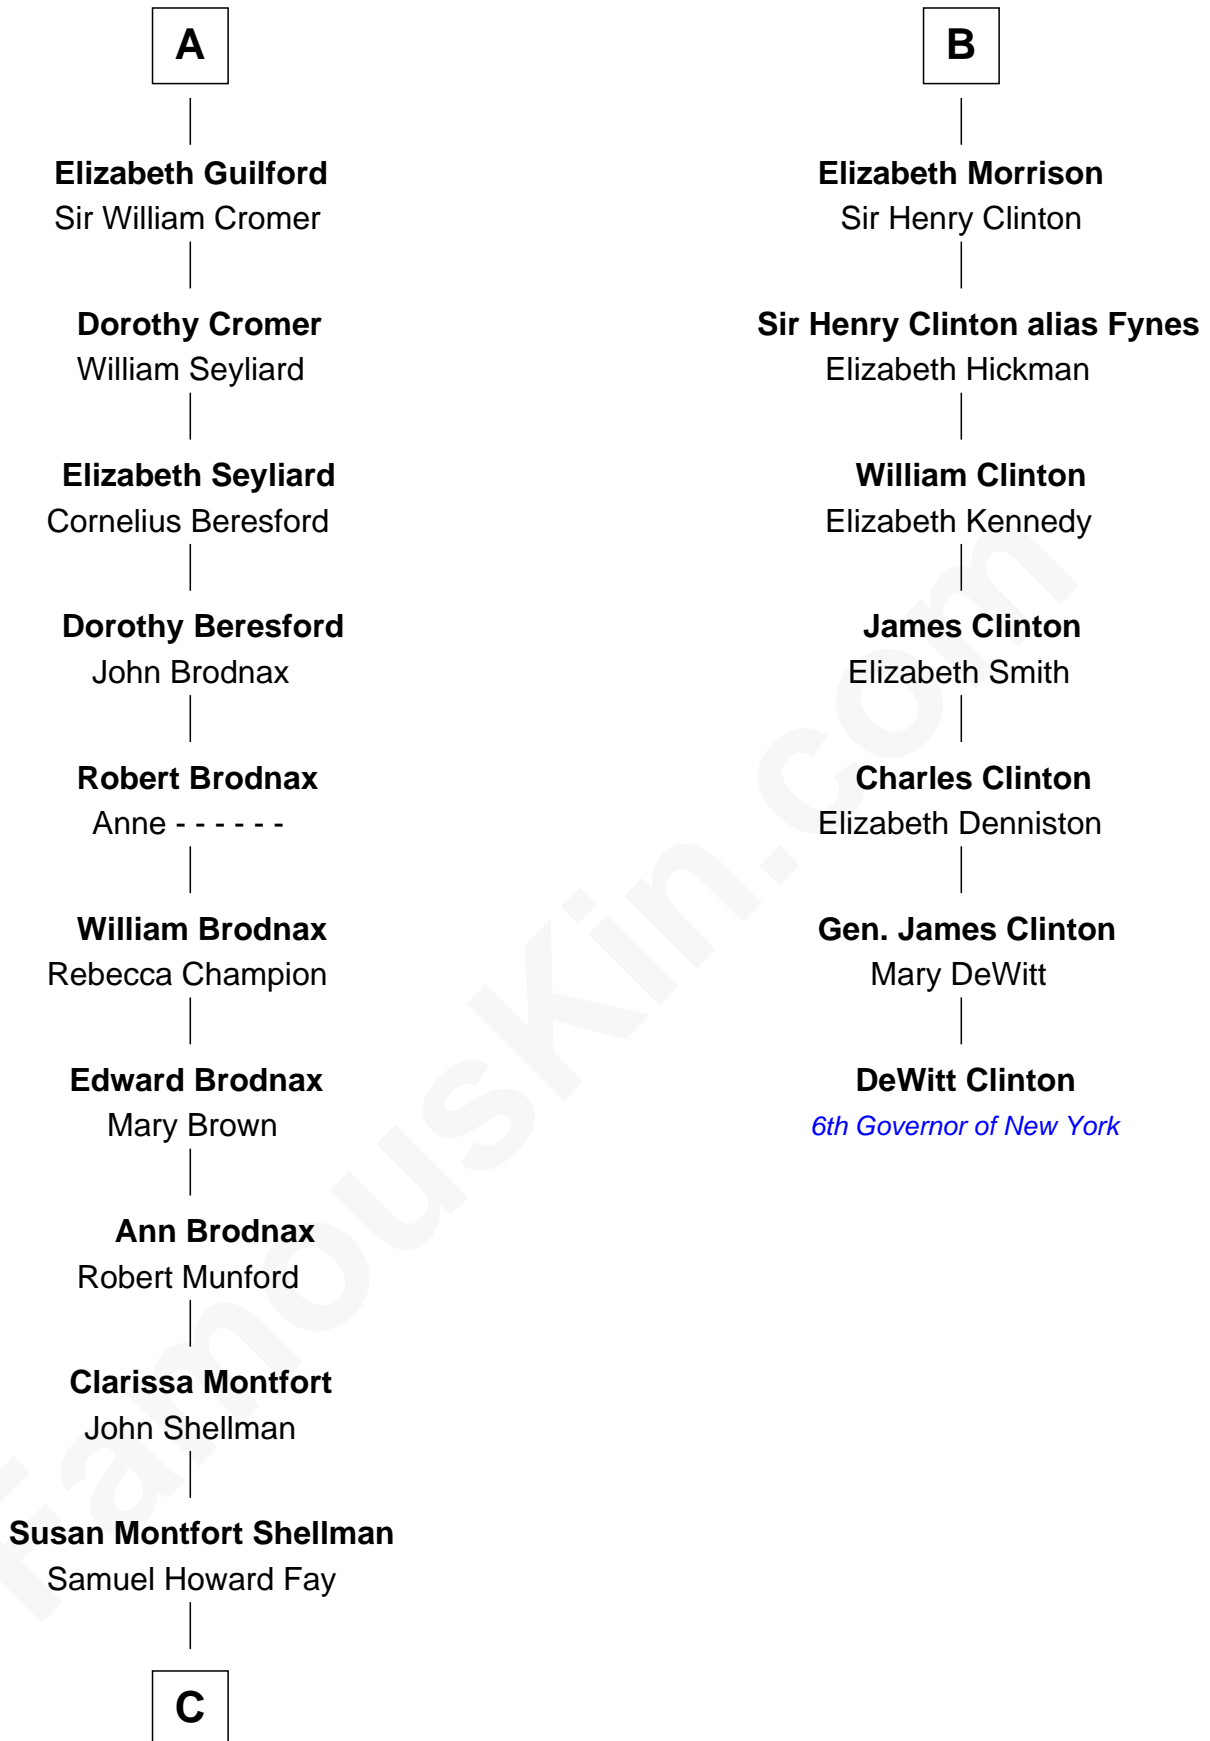 A
Elizabeth Guilford
Sir William Cromer
Dorothy Cromer
William Seyliard
Elizabeth Seyliard
Cornelius Beresford
Dorothy Beresford
John Brodnax
Robert Brodnax
Anne - - - - - -
William Brodnax
Rebecca Champion
Edward Brodnax
Mary Brown
Ann Brodnax
Robert Munford
Clarissa Montfort
John Shellman
Susan Montfort Shellman
Samuel Howard Fay
C
B
Elizabeth Morrison
Sir Henry Clinton
Sir Henry Clinton alias Fynes
Elizabeth Hickman
William Clinton
Elizabeth Kennedy
James Clinton
Elizabeth Smith
Charles Clinton
Elizabeth Denniston
Gen. James Clinton
Mary DeWitt
DeWitt Clinton
6th Governor of New York
FamousKin.com